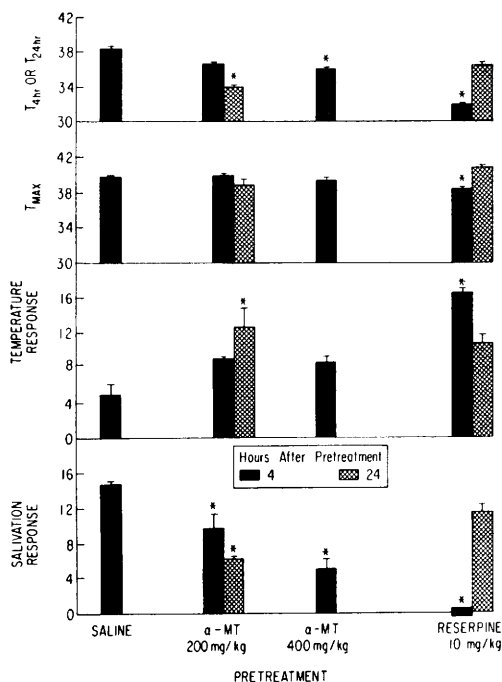 T4hr OR T24hr
42
38
34
30
*
*
*
TMAX
42
38
34
30
*
TEMPERATURE
RESPONSE
16
12
8
4
0
*
*
Hours After Pretreatment
4
24
SALIVATION
RESPONSE
16
12
8
4
0
*
*
*
*
SALINE
α-MT
200 mg/kg
α-MT
400 mg/kg
RESERPINE
10 mg/kg
PRETREATMENT